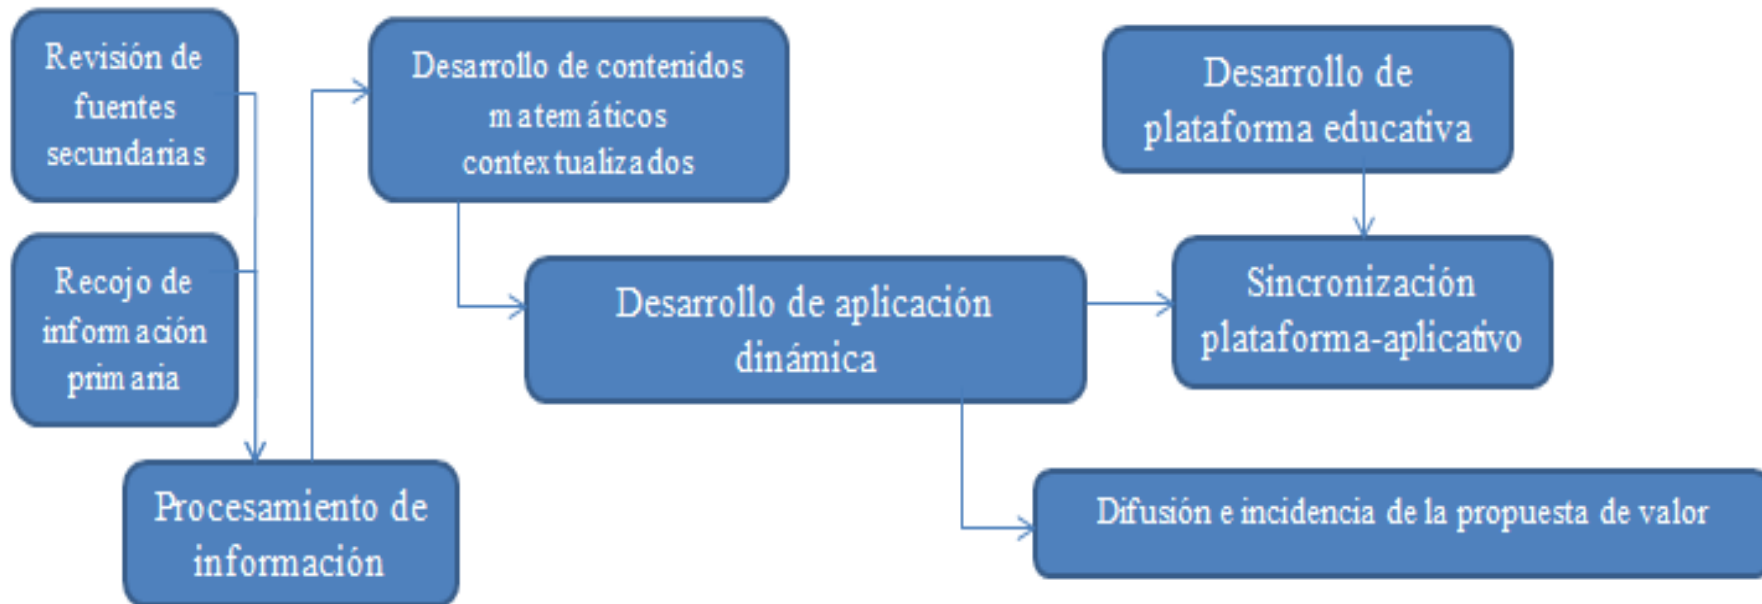 Revisión de
fuentes
secundarias
Recojo de
información
primaria
Procesamiento de
información
Desarrollo de contenidos
matemáticos
contextualizados
Desarrollo de aplicación
dinámica
Desarrollo de
plataforma educativa
Sincronización
plataforma-aplicativo
Difusión e incidencia de la propuesta de valor